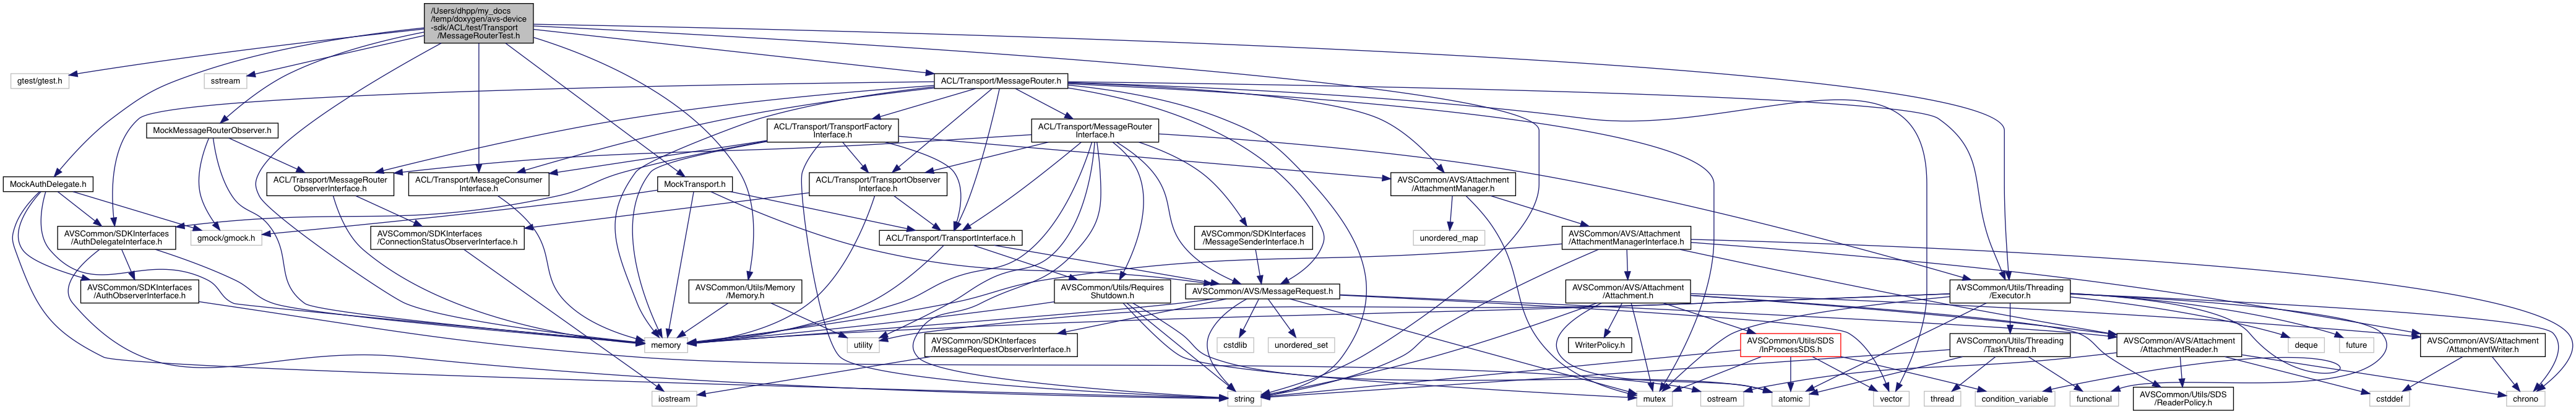 /Users/dhpp/my_docs
/temp/doxygen/avs-device
-sdk/ACL/test/Transport
/MessageRouterTest.h
gtest/gtest.h
sstream
ACL/Transport/MessageRouter.h
MockMessageRouterObserver.h
ACL/Transport/TransportFactory
Interface.h
ACL/Transport/MessageRouter
Interface.h
MockAuthDelegate.h
ACL/Transport/MessageRouter
ObserverInterface.h
ACL/Transport/MessageConsumer
Interface.h
MockTransport.h
ACL/Transport/TransportObserver
Interface.h
AVSCommon/AVS/Attachment
/AttachmentManager.h
AVSCommon/SDKInterfaces
/AuthDelegateInterface.h
gmock/gmock.h
AVSCommon/SDKInterfaces
/ConnectionStatusObserverInterface.h
ACL/Transport/TransportInterface.h
AVSCommon/SDKInterfaces
/MessageSenderInterface.h
unordered_map
AVSCommon/AVS/Attachment
/AttachmentManagerInterface.h
AVSCommon/SDKInterfaces
/AuthObserverInterface.h
AVSCommon/Utils/Memory
/Memory.h
AVSCommon/Utils/Requires
Shutdown.h
AVSCommon/AVS/MessageRequest.h
AVSCommon/AVS/Attachment
/Attachment.h
AVSCommon/Utils/Threading
/Executor.h
memory
utility
AVSCommon/SDKInterfaces
/MessageRequestObserverInterface.h
cstdlib
unordered_set
WriterPolicy.h
AVSCommon/Utils/SDS
/InProcessSDS.h
AVSCommon/Utils/Threading
/TaskThread.h
AVSCommon/AVS/Attachment
/AttachmentReader.h
deque
future
AVSCommon/AVS/Attachment
/AttachmentWriter.h
iostream
string
mutex
ostream
atomic
vector
thread
condition_variable
functional
AVSCommon/Utils/SDS
/ReaderPolicy.h
cstddef
chrono